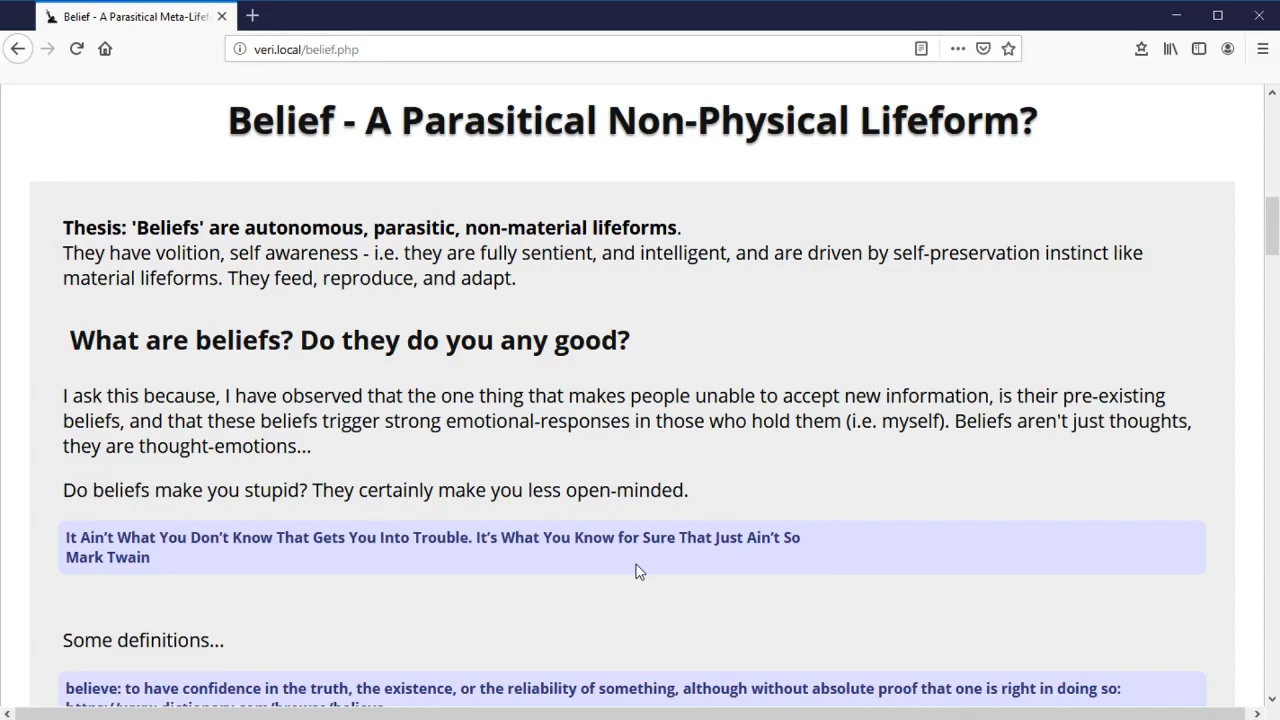 Belief - A Parasitical Meta-Lifef
veri.local/belief.php
Belief - A Parasitical Non-Physical Lifeform?
Thesis: 'Beliefs' are autonomous, parasitic, non-material lifeforms.
They have volition, self awareness - i.e. they are fully sentient, and intelligent, and are driven by self-preservation instinct like
material lifeforms. They feed, reproduce, and adapt.
What are beliefs? Do they do you any good?
I ask this because, I have observed that the one thing that makes people unable to accept new information, is their pre-existing
beliefs, and that these beliefs trigger strong emotional-responses in those who hold them (i.e. myself). Beliefs aren't just thoughts,
they are thought-emotions...
Do beliefs make you stupid? They certainly make you less open-minded.
It Ain’t What You Don’t Know That Gets You Into Trouble. It’s What You Know for Sure That Just Ain’t So
Mark Twain
Some definitions...
believe: to have confidence in the truth, the existence, or the reliability of something, although without absolute proof that one is right in doing so:
https://www.dictionary.com/browse/believe